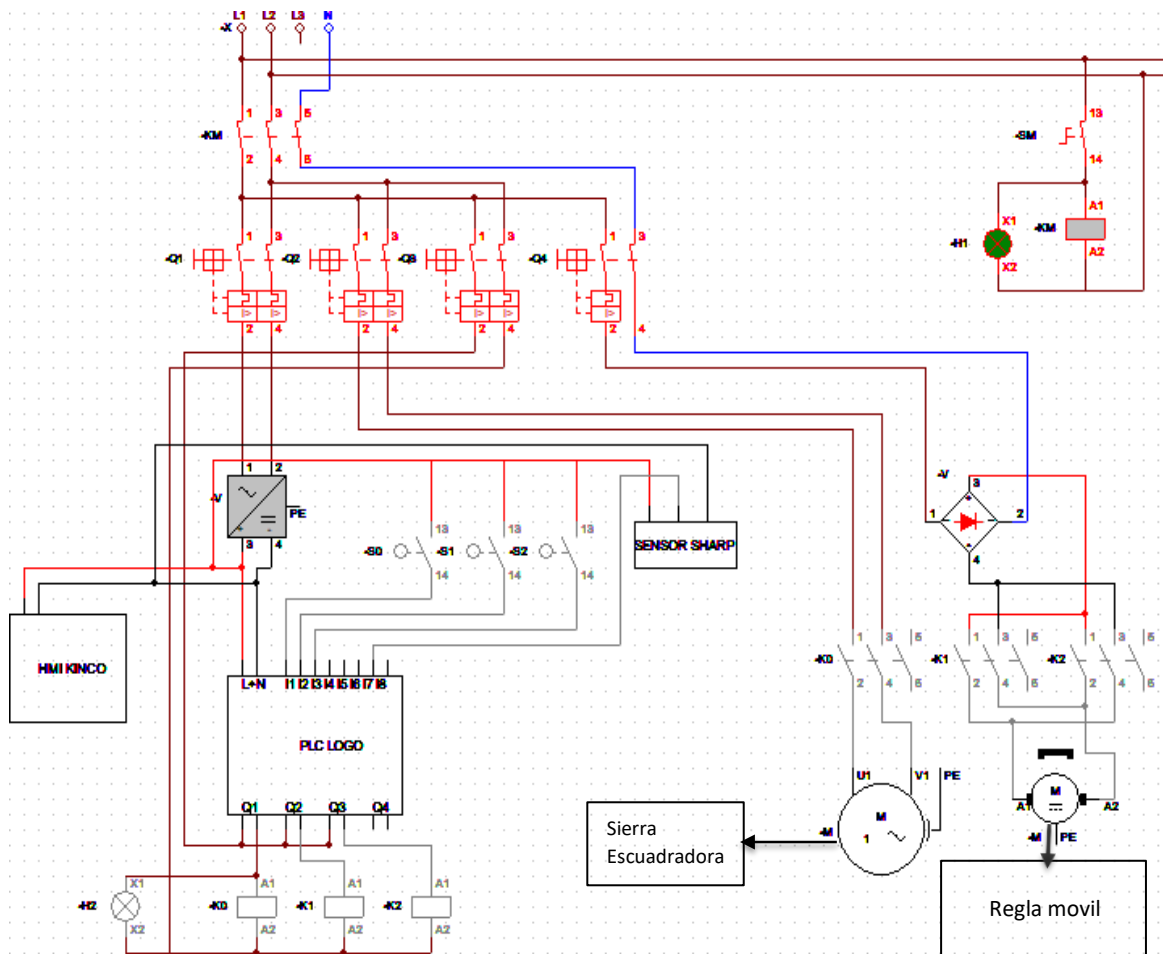 L1 L2 L3 N
-X
1 3 5
-KM
2 4 6
13
-SM
14
X1 A1
-H1 -KM
X2 A2
1 3 1 3 1 3 1 3
-Q1 -Q2 -Q3 -Q4
2 4 2 4 2 4 2 4
1 2
-V
PE
3 4
13 13 13
-S0 -S1 -S2
14 14 14
SENSOR SHARP
-V 3
1 2
4
HMI KINCO
L+ N I1 I2 I3 I4 I5 I6 I7 I8
PLC LOGO
Q1 Q2 Q3 Q4
1 3 5 1 3 5 1 3 5
-K0 -K1 -K2
2 4 6 2 4 6 2 4 6
U1 V1 PE
M
-M 1
Sierra
Escuadradora
M
A1 A2
-M PE
Regla movil
X1 A1 A1 A1
-H2 -K0 -K1 -K2
X2 A2 A2 A2